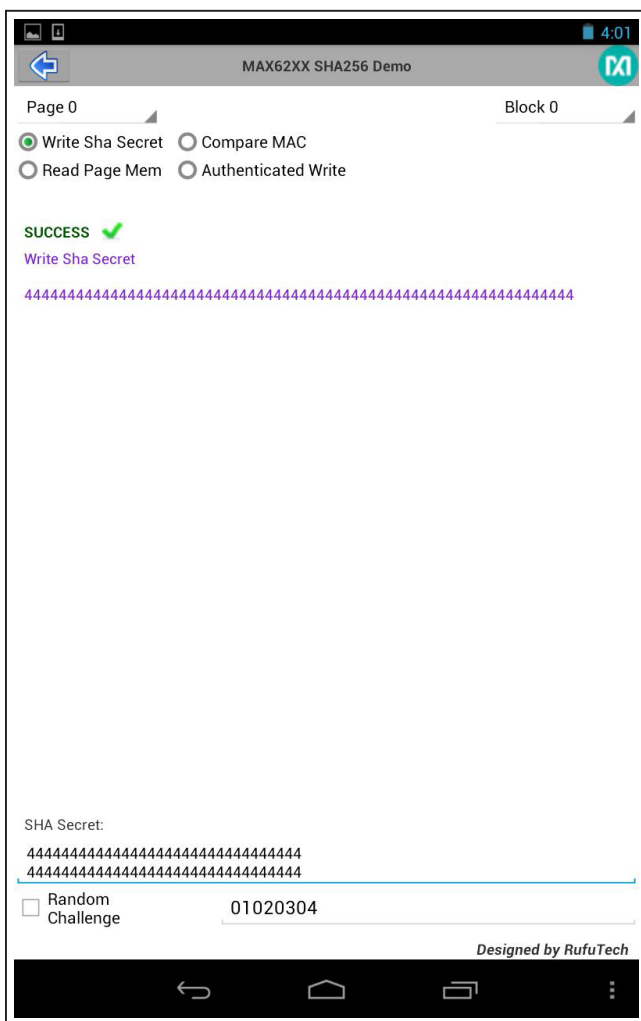 4:01
MAX62XX SHA256 Demo
Page 0 Block 0
Write Sha Secret Compare MAC
Read Page Mem Authenticated Write
SUCCESS
Write Sha Secret
4444444444444444444444444444444444444444444444444444444444444444
SHA Secret:
44444444444444444444444444444444
44444444444444444444444444444444
Random
Challenge
01020304
Designed by RufuTech